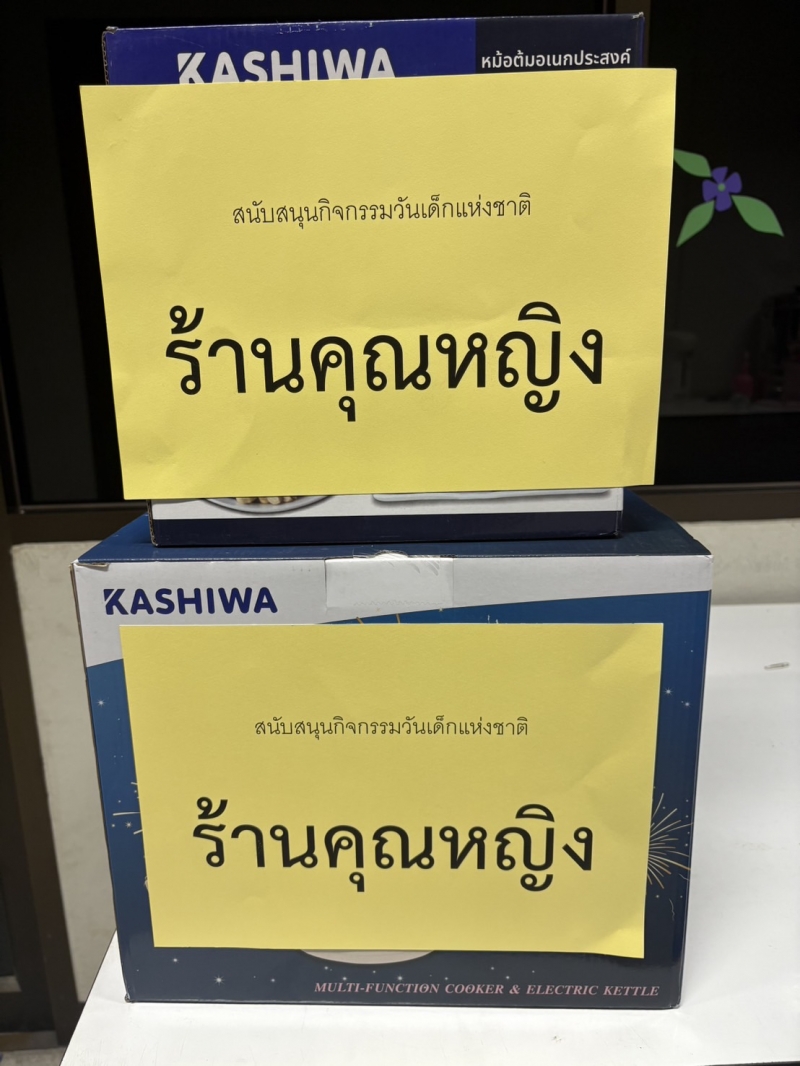 KASHIWA
หม้อต้มอเนกประสงค์
สนับสนุนกิจกรรมวันเด็กแห่งชาติ
ร้านคุณหญิง
KASHIWA
สนับสนุนกิจกรรมวันเด็กแห่งชาติ
ร้านคุณหญิง
MULTI-FUNCTION COOKER & ELECTRIC KETTLE